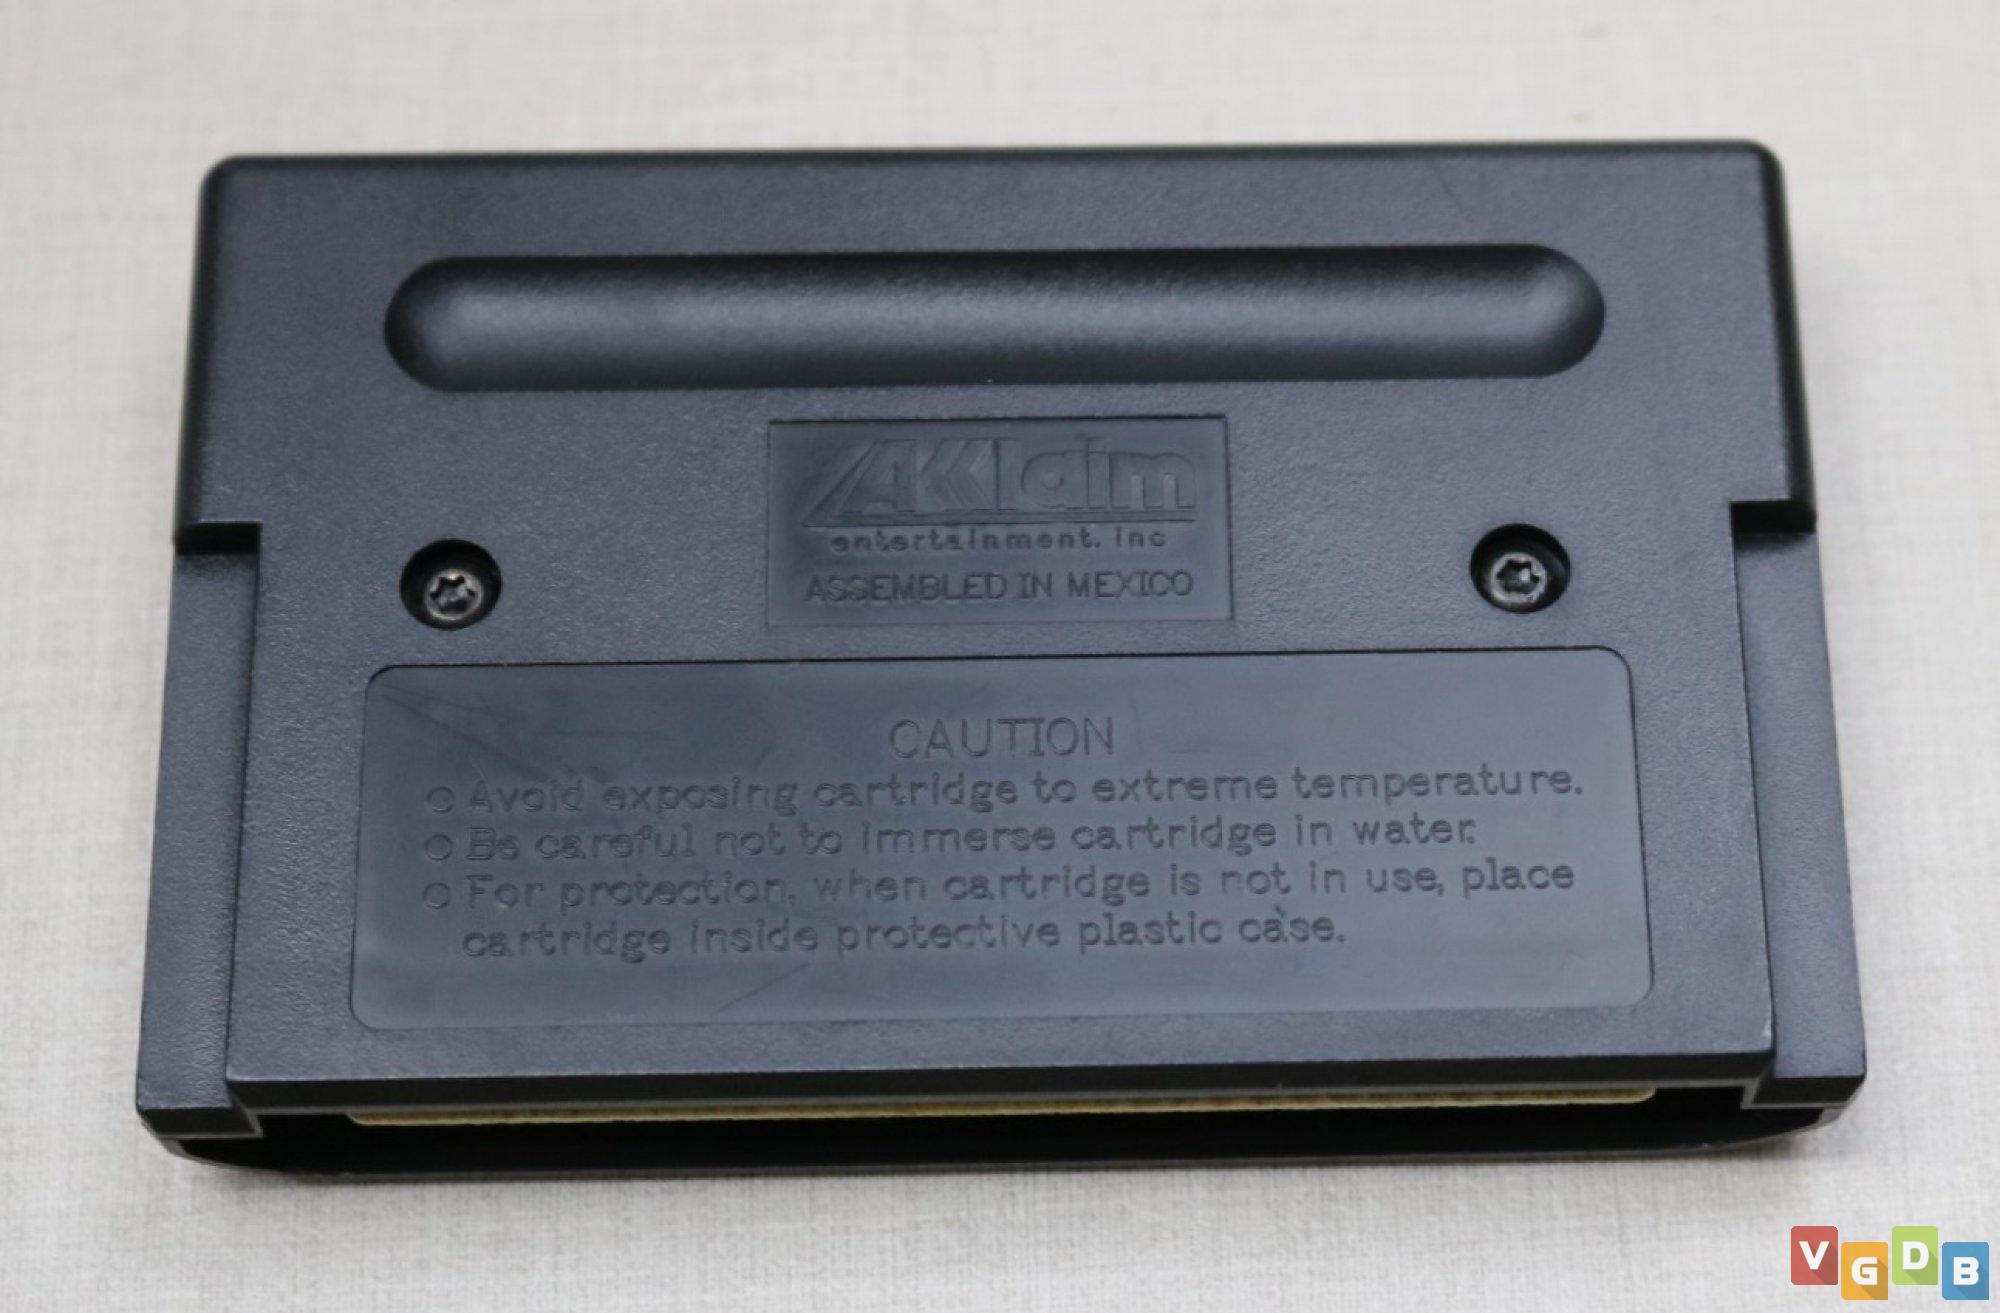 AKKlaim
entertainment. inc
ASSEMBLED IN MEXICO
CAUTION
○ Avoid exposing cartridge to extreme temperature.
○ Be careful not to immerse cartridge in water.
○ For protection, when cartridge is not in use, place
cartridge inside protective plastic case.
VGDB